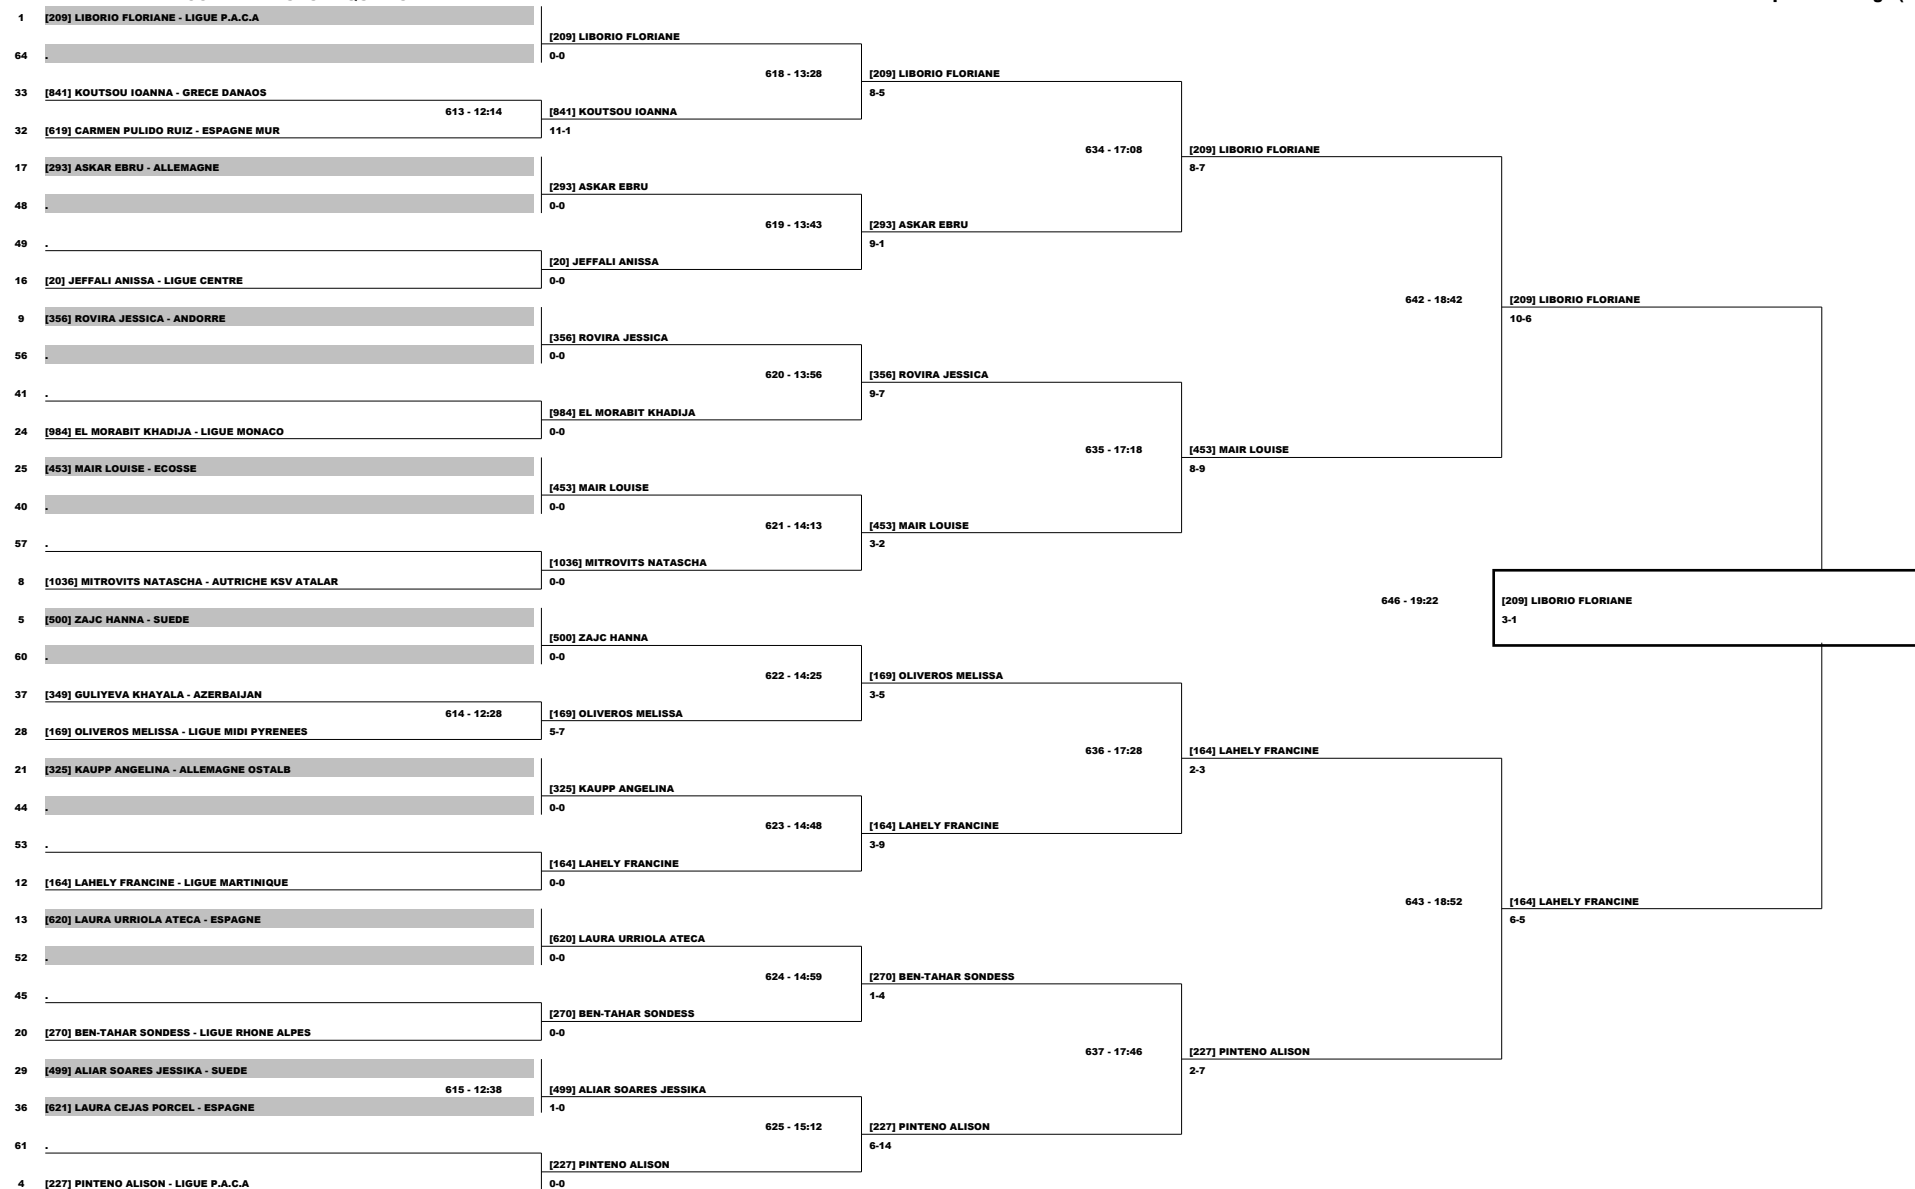 1 [209] LIBORIO FLORIANE - LIGUE P.A.C.A
[209] LIBORIO FLORIANE
64 . 0-0
618 - 13:28 [209] LIBORIO FLORIANE
33 [841] KOUTSOU IOANNA - GRECE DANAOS 8-5
613 - 12:14 [841] KOUTSOU IOANNA
32 [619] CARMEN PULIDO RUIZ - ESPAGNE MUR 11-1
634 - 17:08 [209] LIBORIO FLORIANE
17 [293] ASKAR EBRU - ALLEMAGNE 8-7
[293] ASKAR EBRU
48 . 0-0
619 - 13:43 [293] ASKAR EBRU
49 . 9-1
[20] JEFFALI ANISSA
16 [20] JEFFALI ANISSA - LIGUE CENTRE 0-0
642 - 18:42 [209] LIBORIO FLORIANE
9 [356] ROVIRA JESSICA - ANDORRE 10-6
[356] ROVIRA JESSICA
56 . 0-0
620 - 13:56 [356] ROVIRA JESSICA
41 . 9-7
[984] EL MORABIT KHADIJA
24 [984] EL MORABIT KHADIJA - LIGUE MONACO 0-0
635 - 17:18 [453] MAIR LOUISE
25 [453] MAIR LOUISE - ECOSSE 8-9
[453] MAIR LOUISE
40 . 0-0
621 - 14:13 [453] MAIR LOUISE
57 . 3-2
[1036] MITROVITS NATASCHA
8 [1036] MITROVITS NATASCHA - AUTRICHE KSV ATALAR 0-0
646 - 19:22 [209] LIBORIO FLORIANE
5 [500] ZAJC HANNA - SUEDE 3-1
[500] ZAJC HANNA
60 . 0-0
622 - 14:25 [169] OLIVEROS MELISSA
37 [349] GULIYEVA KHAYALA - AZERBAIJAN 3-5
614 - 12:28 [169] OLIVEROS MELISSA
28 [169] OLIVEROS MELISSA - LIGUE MIDI PYRENEES 5-7
636 - 17:28 [164] LAHELY FRANCINE
21 [325] KAUPP ANGELINA - ALLEMAGNE OSTALB 2-3
[325] KAUPP ANGELINA
44 . 0-0
623 - 14:48 [164] LAHELY FRANCINE
53 . 3-9
[164] LAHELY FRANCINE
12 [164] LAHELY FRANCINE - LIGUE MARTINIQUE 0-0
643 - 18:52 [164] LAHELY FRANCINE
13 [620] LAURA URRIOLA ATECA - ESPAGNE 6-5
[620] LAURA URRIOLA ATECA
52 . 0-0
624 - 14:59 [270] BEN-TAHAR SONDESS
45 . 1-4
[270] BEN-TAHAR SONDESS
20 [270] BEN-TAHAR SONDESS - LIGUE RHONE ALPES 0-0
637 - 17:46 [227] PINTENO ALISON
29 [499] ALIAR SOARES JESSIKA - SUEDE 2-7
615 - 12:38 [499] ALIAR SOARES JESSIKA
36 [621] LAURA CEJAS PORCEL - ESPAGNE 1-0
625 - 15:12 [227] PINTENO ALISON
61 . 6-14
[227] PINTENO ALISON
4 [227] PINTENO ALISON - LIGUE P.A.C.A 0-0